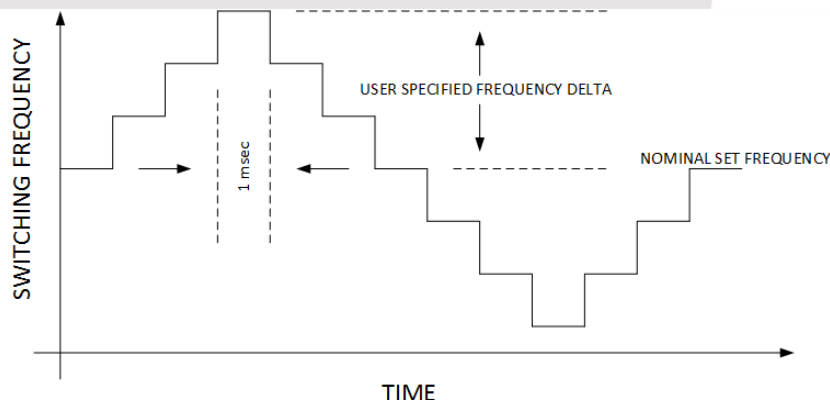 SWITCHING FREQUENCY
USER SPECIFIED FREQUENCY DELTA
1 msec
NOMINAL SET FREQUENCY
TIME